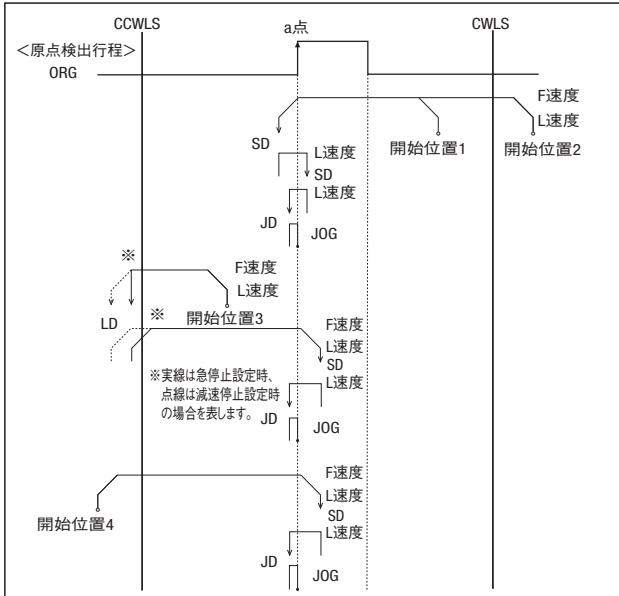 CCWLS
a点
CWLS
<原点検出行程>
ORG
F速度
L速度
SD
開始位置1
開始位置2
L速度
SD
L速度
JD
JOG
※
F速度
L速度
LD
※
開始位置3
F速度
L速度
SD
※実線は急停止設定時、
点線は減速停止設定時
の場合を表します。
L速度
JD
JOG
F速度
L速度
SD
開始位置4
L速度
JD
JOG